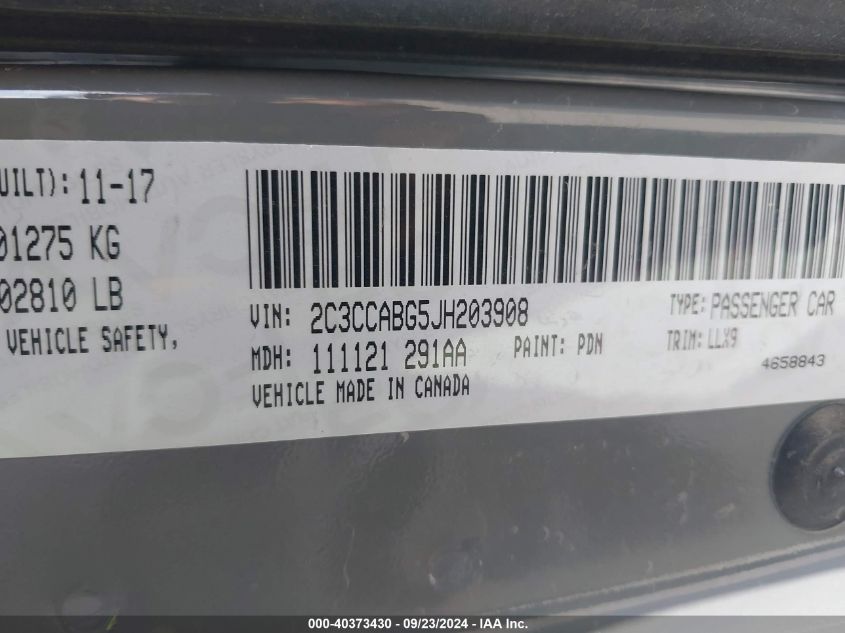 UILT): 11-17
01275 KG
02810 LB
VEHICLE SAFETY,
VIN: 2C3CCABG5JH203908
TYPE: PASSENGER CAR
MDH: 111121 291AA
PAINT: PDN
TRIM: LLX9
4658843
VEHICLE MADE IN CANADA
000-40373430 - 09/23/2024 - IAA Inc.